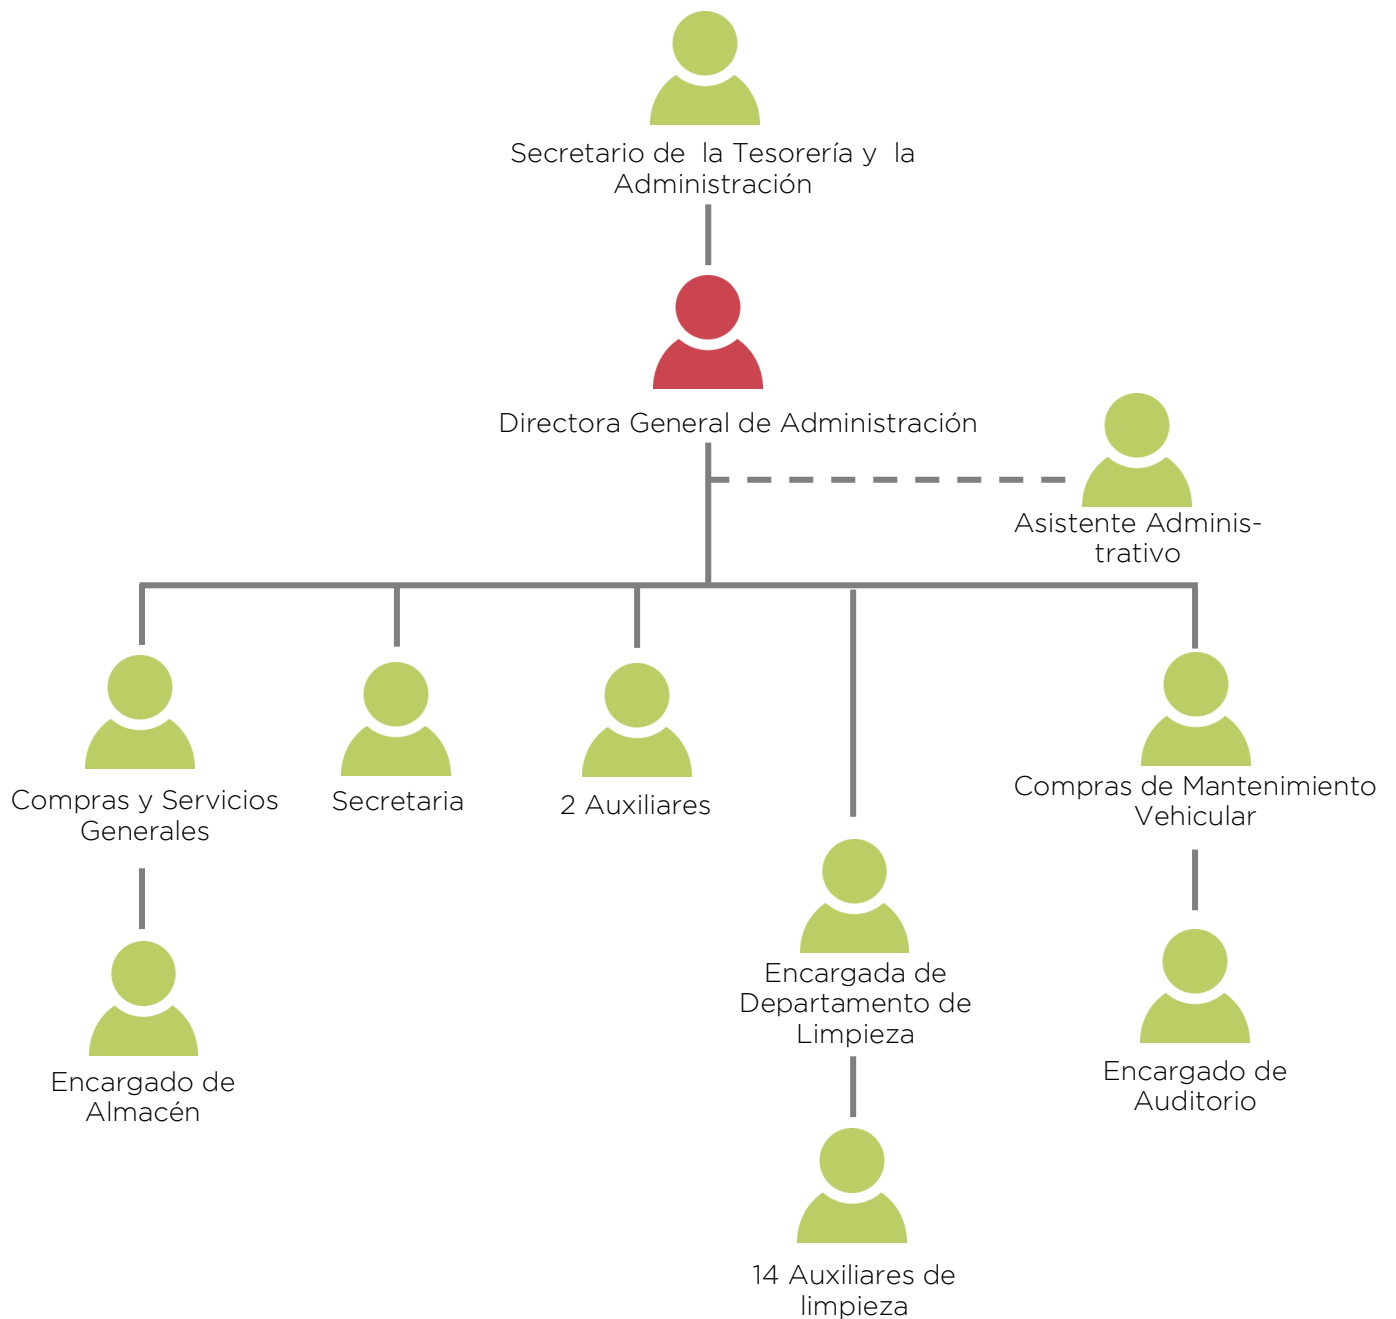 Secretario de  la Tesorería y  la
Administración
Directora General de Administración
Asistente Adminis-
trativo
Compras y Servicios
Generales
Secretaria
2 Auxiliares
Compras de Mantenimiento
Vehicular
Encargada de
Departamento de
Limpieza
Encargado de
Almacén
Encargado de
Auditorio
14 Auxiliares de
limpieza